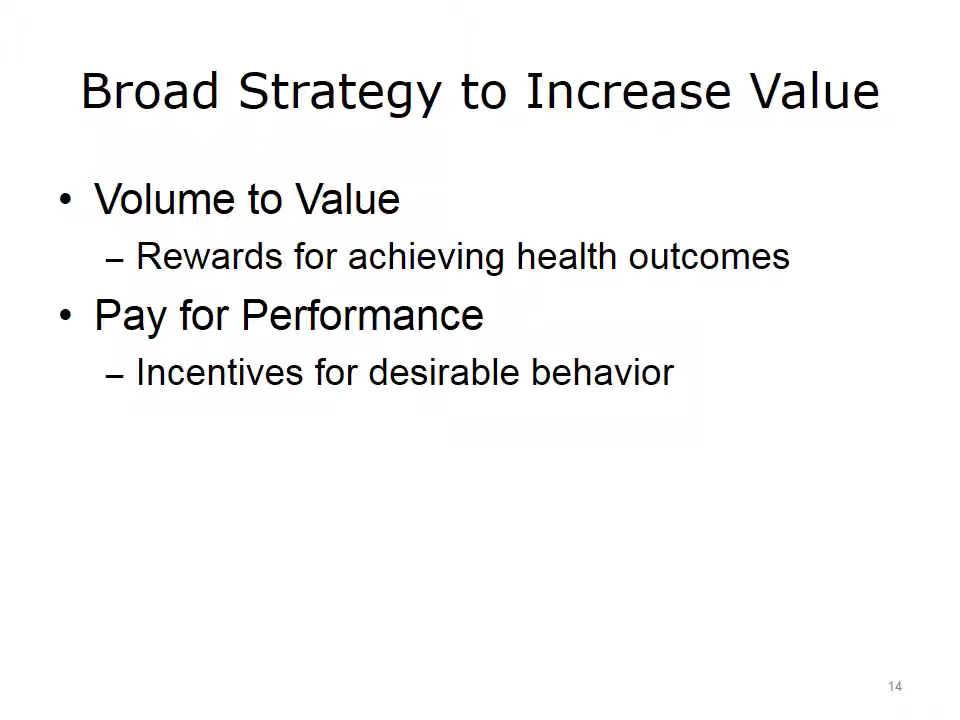 Broad Strategy to Increase Value
• Volume to Value
– Rewards for achieving health outcomes
• Pay for Performance
– Incentives for desirable behavior
14